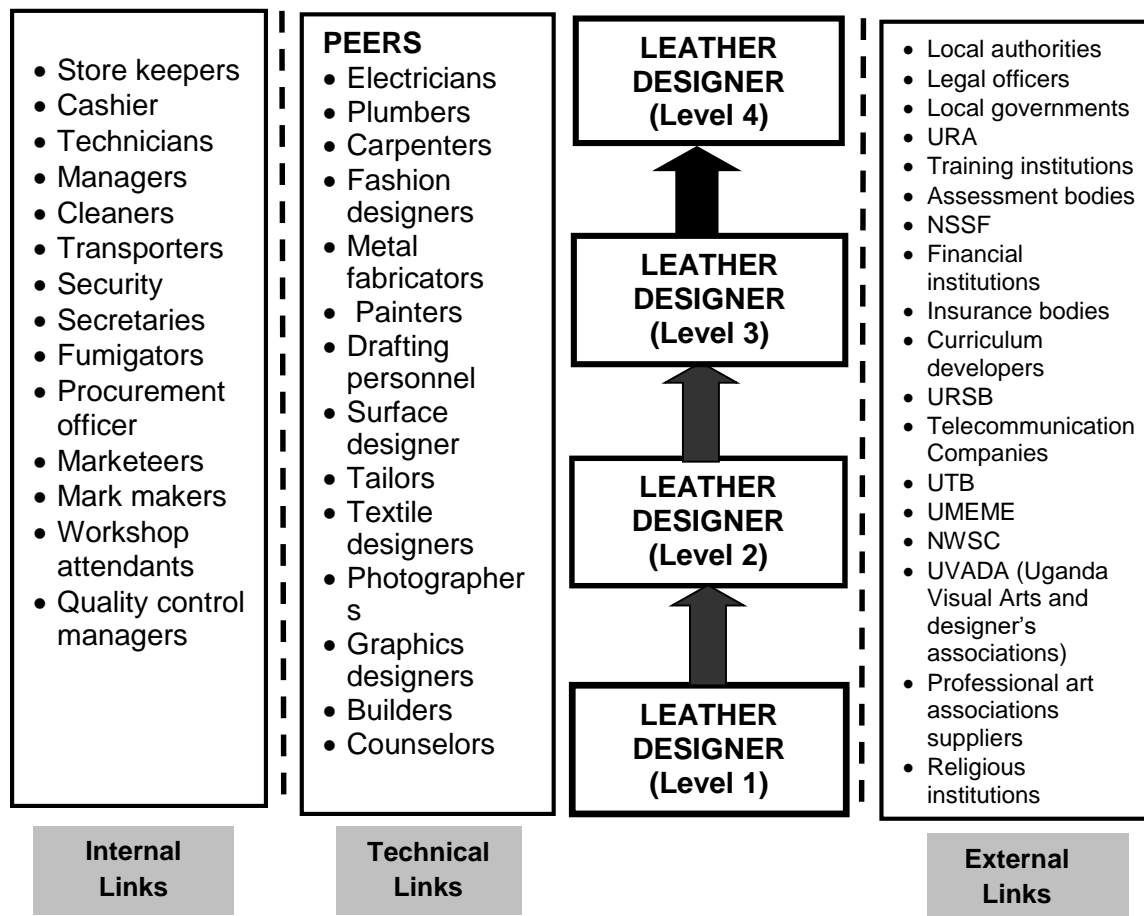 • Store keepers
• Cashier
• Technicians
• Managers
• Cleaners
• Transporters
• Security
• Secretaries
• Fumigators
• Procurement
officer
• Marketeers
• Mark makers
• Workshop
attendants
• Quality control
managers
Internal
Links
PEERS
• Electricians
• Plumbers
• Carpenters
• Fashion
designers
• Metal
fabricators
• Painters
• Drafting
personnel
• Surface
designer
• Tailors
• Textile
designers
• Photographer
s
• Graphics
designers
• Builders
• Counselors
Technical
Links
LEATHER
DESIGNER
(Level 4)
LEATHER
DESIGNER
(Level 3)
LEATHER
DESIGNER
(Level 2)
LEATHER
DESIGNER
(Level 1)
• Local authorities
• Legal officers
• Local governments
• URA
• Training institutions
• Assessment bodies
• NSSF
• Financial
institutions
• Insurance bodies
• Curriculum
developers
• URSB
• Telecommunication
Companies
• UTB
• UMEME
• NWSC
• UVADA (Uganda
Visual Arts and
designer’s
associations)
• Professional art
associations
suppliers
• Religious
institutions
External
Links